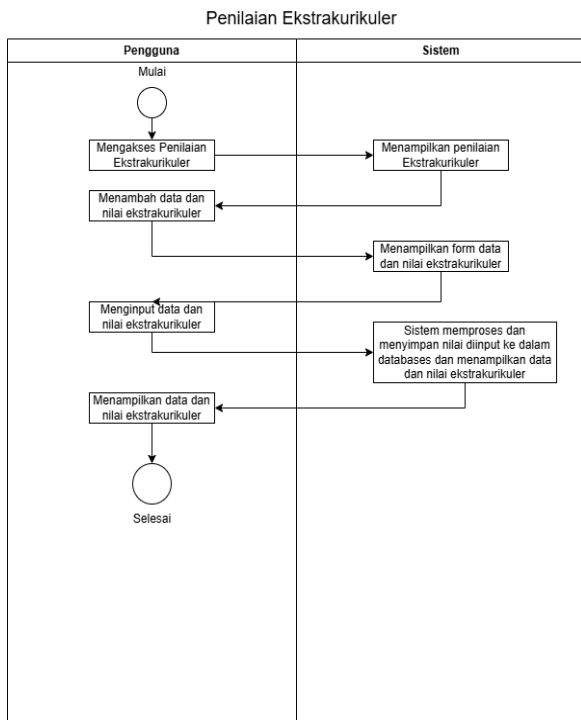 Penilaian Ekstrakurikuler
Pengguna
Sistem
Mulai
Mengakses Penilaian
Ekstrakurikuler
Menampilkan penilaian
Ekstrakurikuler
Menambah data dan
nilai ekstrakurikuler
Menampilkan form data
dan nilai ekstrakurikuler
Menginput data dan
nilai ekstrakurikuler
Sistem memproses dan
menyimpan nilai diinput ke dalam
databases dan menampilkan data
dan nilai ekstrakurikuler
Menampilkan data dan
nilai ekstrakurikuler
Selesai